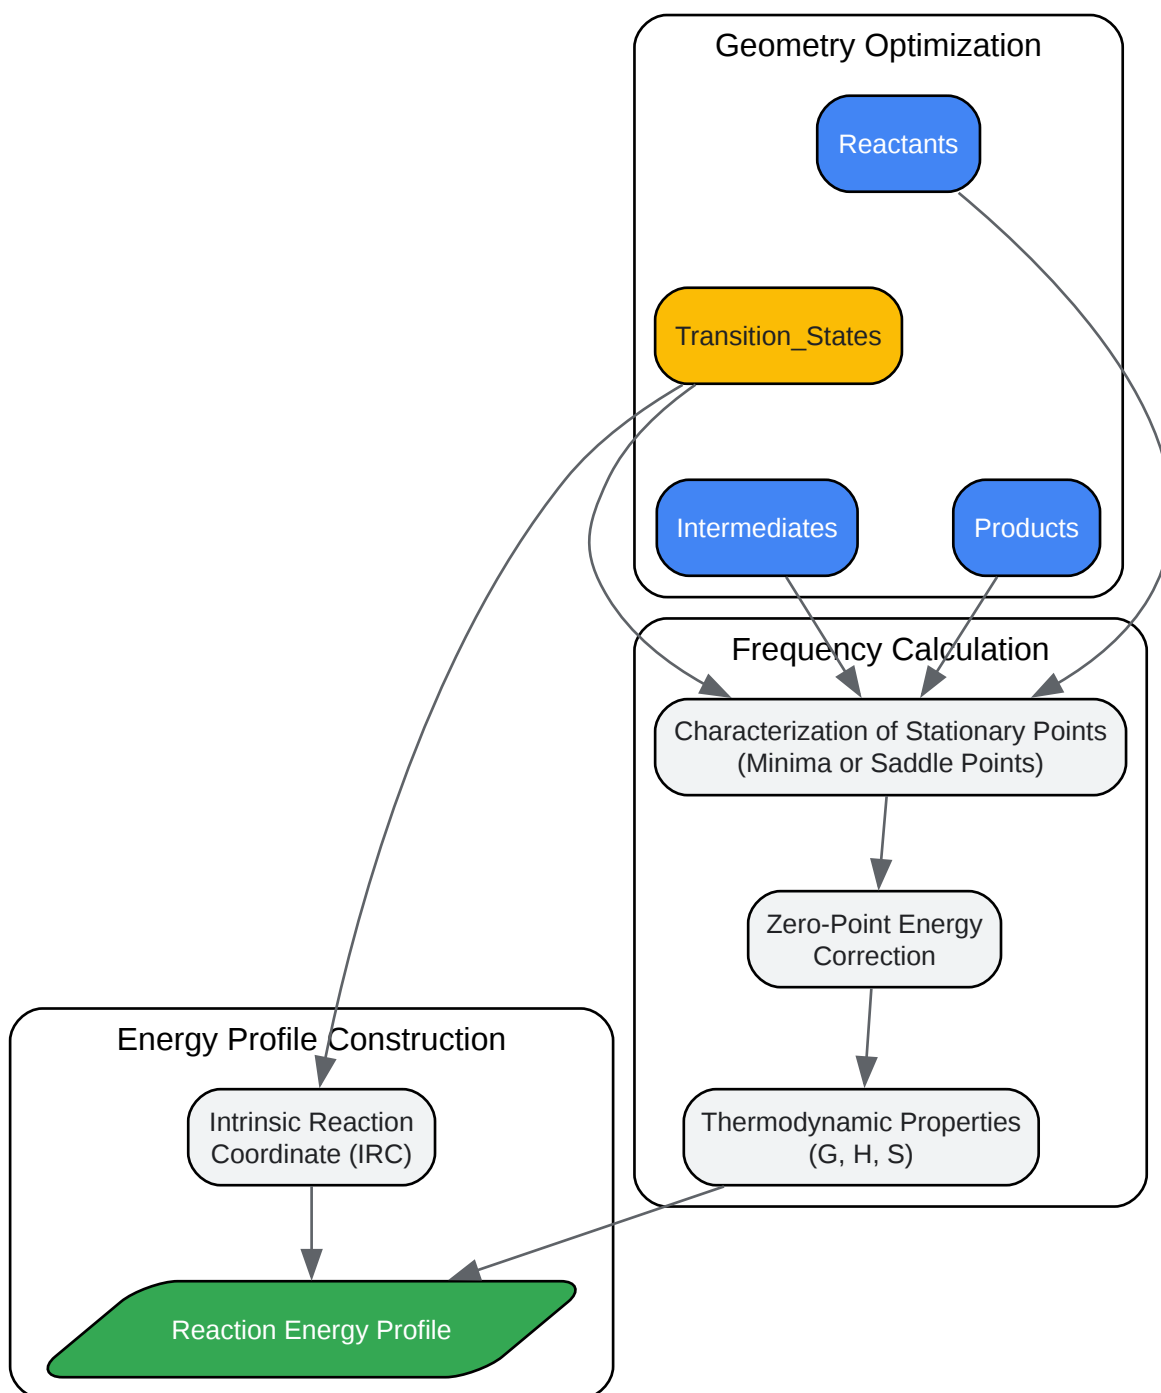 Geometry Optimization
Reactants
Transition_States
Intermediates
Products
Frequency Calculation
Characterization of Stationary Points
(Minima or Saddle Points)
Zero-Point Energy
Correction
Thermodynamic Properties
(G, H, S)
Energy Profile Construction
Intrinsic Reaction
Coordinate (IRC)
Reaction Energy Profile